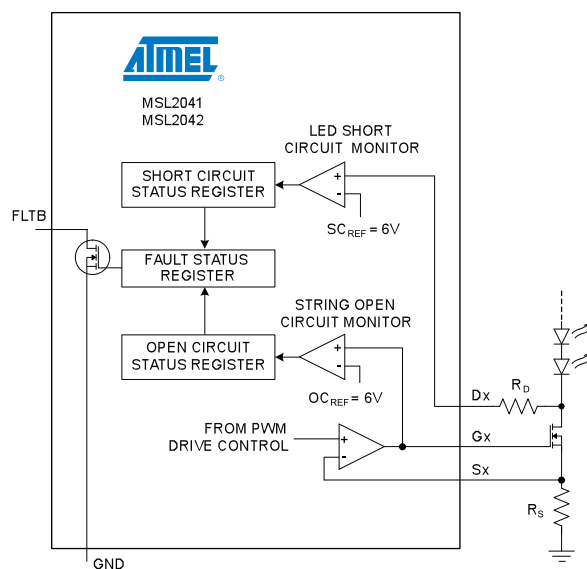 ATMEL ®
MSL2041
MSL2042
LED SHORT
CIRCUIT MONITOR
SHORT CIRCUIT
STATUS REGISTER
+
-
SC_REF = 6V
FLTB
FAULT STATUS
REGISTER
STRING OPEN
CIRCUIT MONITOR
OPEN CIRCUIT
STATUS REGISTER
+
-
OC_REF = 6V
R_D
Dx
FROM PWM
DRIVE CONTROL
+
-
Gx
Sx
R_S
GND